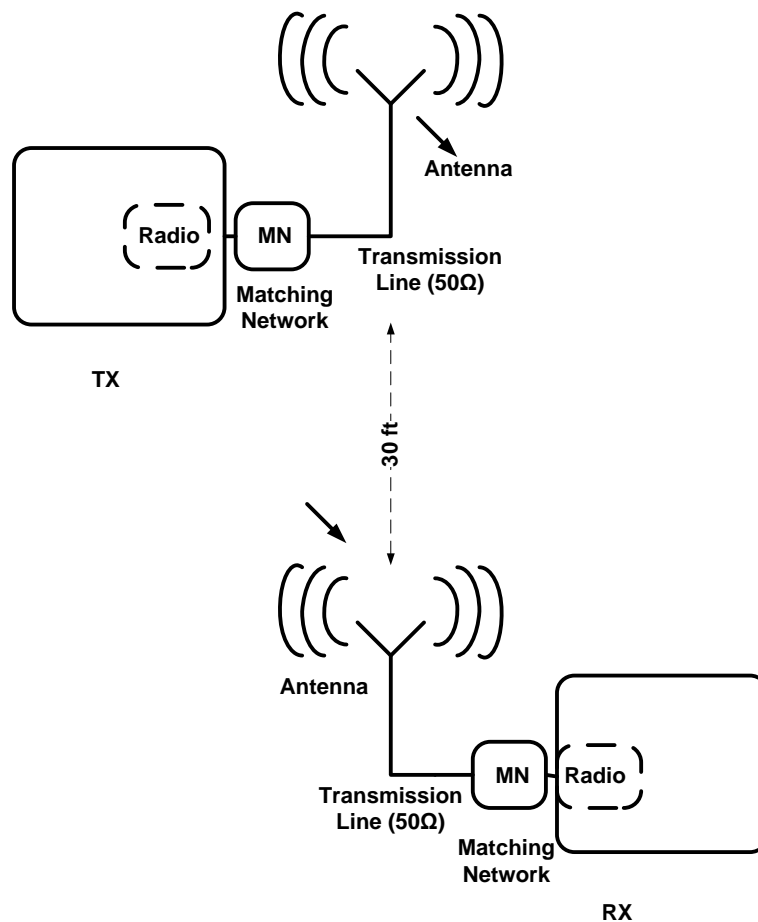 Antenna
Radio
MN
Transmission
Line (50Ω)
Matching
Network
TX
30 ft
Antenna
MN
Radio
Transmission
Line (50Ω)
Matching
Network
RX